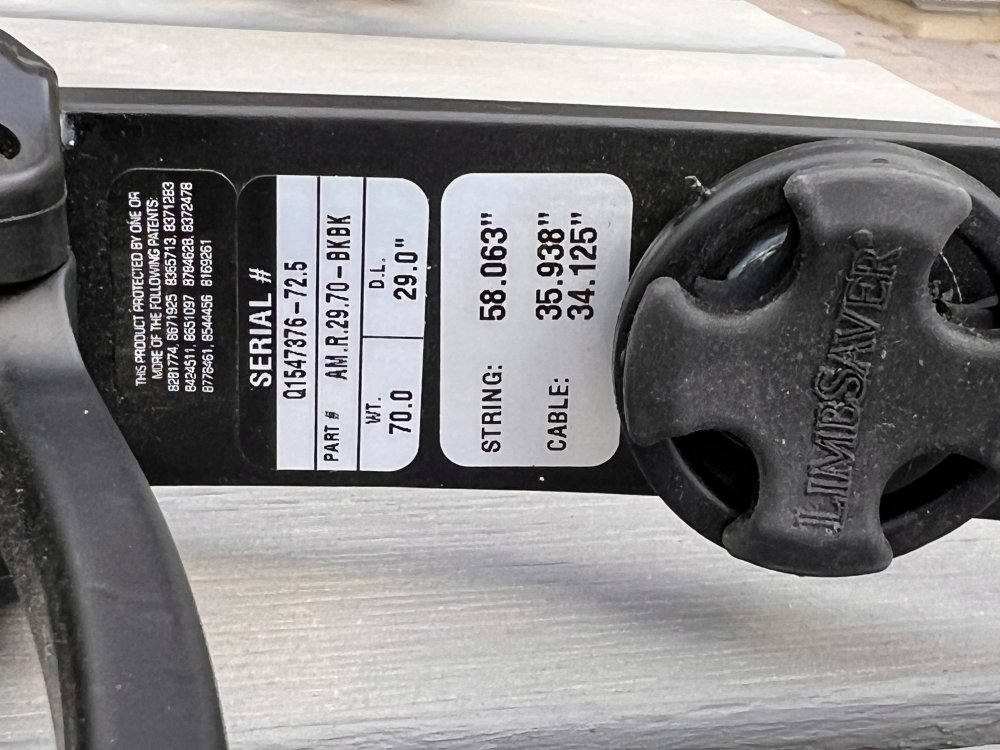 THIS PRODUCT PROTECTED BY ONE OR
MORE OF THE FOLLOWING PATENTS:
8281774, 8671925 8365713, 8371283
8424511, 8651097 8784628, 8372478
8776461, 8544456 8169261
SERIAL #
Q1547376-72.5
PART # AM.R.29.70-BKBK
WT. D.L.
70.0 29.0"
STRING: 58.063"
CABLE: 35.938"
34.125"
LIMBSAVER